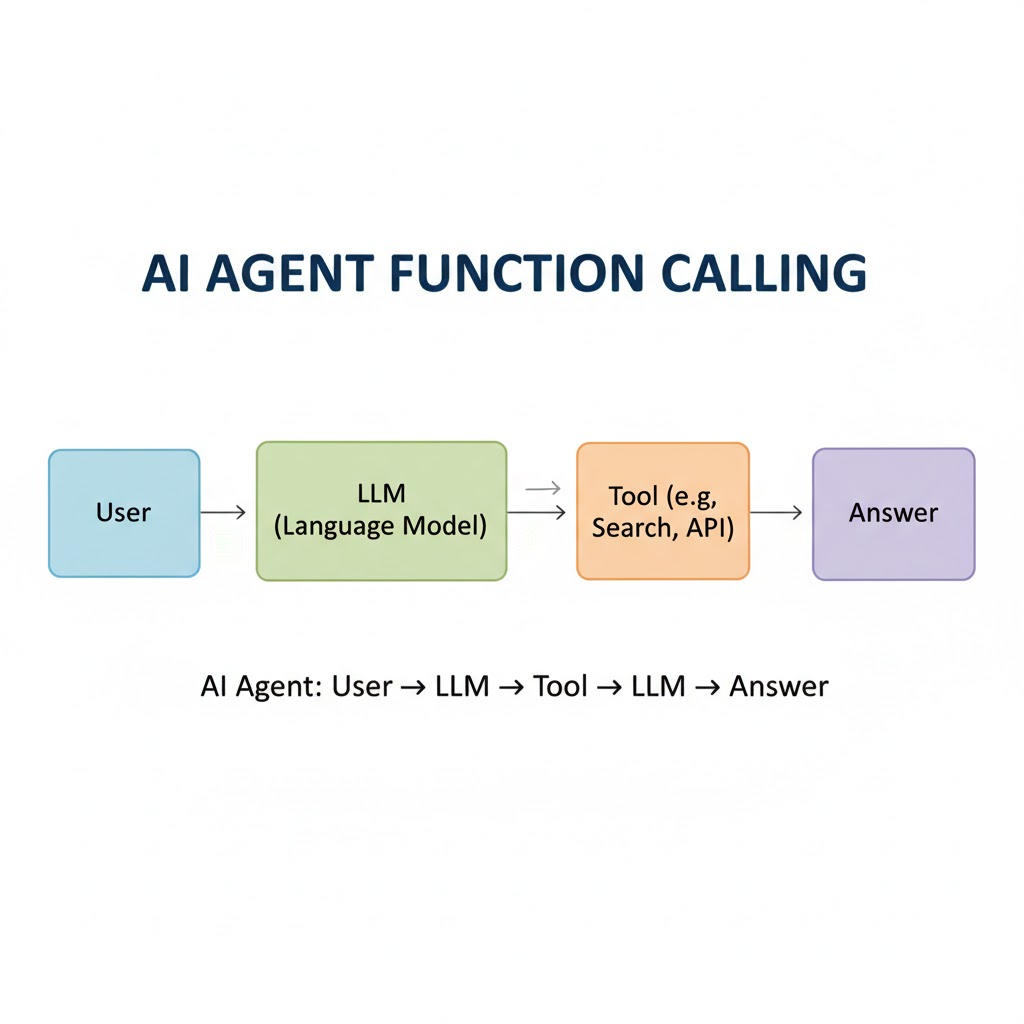 AI AGENT FUNCTION CALLING
User
LLM
(Language Model)
Tool (e.g,
Search, API)
Answer
AI Agent: User → LLM → Tool → LLM → Answer